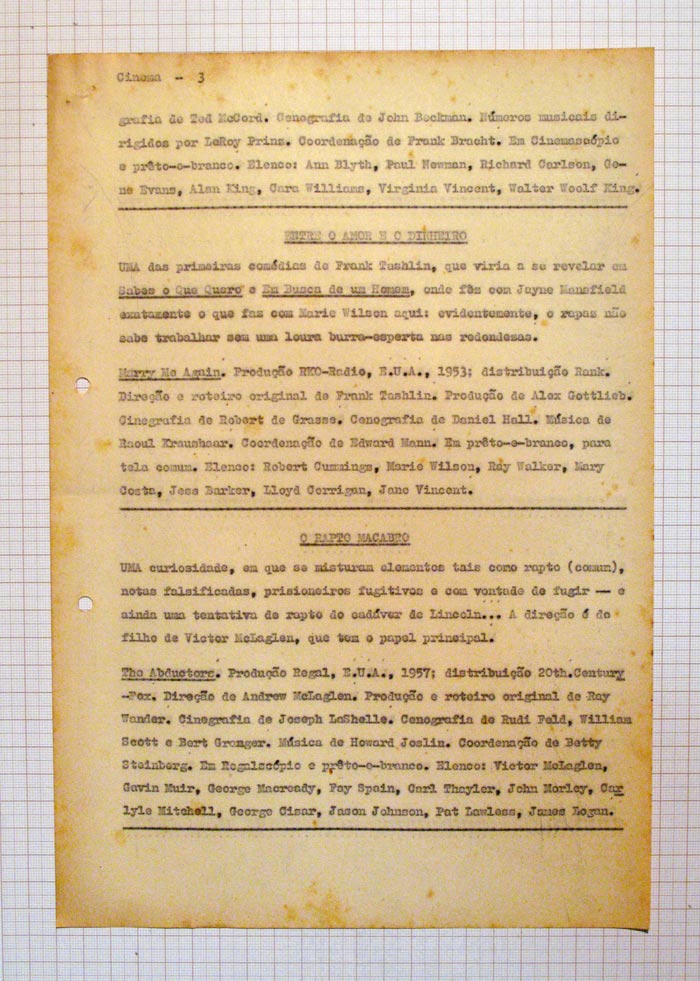 Cinema - 3
grafia de Ted McCord. Cenografia de John Beckman. Números musicais di-
rigidos por LeRoy Prinz. Coordenação de Frank Bracht. Em Cinemascópio
e prêto-e-branco. Elenco: Ann Blyth, Paul Newman, Richard Carlson, Ge-
ne Evans, Alan King, Cara Williams, Virginia Vincent, Walter Woolf King.
ENTRE O AMOR E O DINHEIRO
UMA das primeiras comédias de Frank Tashlin, que viria a se revelar em
Sabes o Que Quero e Em Busca de um Homem, onde fêz com Jayne Mansfield
exatamente o que faz com Marie Wilson aqui: evidentemente, o rapaz não
sabe trabalhar sem uma loura burra-esperta nas redondezas.
Marry Me Again. Produção RKO-Radio, E.U.A., 1953; distribuição Rank.
Direção e roteiro original de Frank Tashlin. Produção de Alex Gottlieb.
Cinegrafia de Robert de Grasse. Cenografia de Daniel Hall. Música de
Raoul Kraushaar. Coordenação de Edward Mann. Em prêto-e-branco, para
tela comum. Elenco: Robert Cummings, Marie Wilson, Ray Walker, Mary
Costa, Jess Barker, Lloyd Corrigan, Jane Vincent.
O RAPTO MACABRO
UMA curiosidade, em que se misturam elementos tais como rapto (comum),
notas falsificadas, prisioneiros fugitivos e com vontade de fugir — e
ainda uma tentativa de rapto do cadáver de Lincoln... A direção é do
filho de Victor McLaglen, que tem o papel principal.
The Abductors. Produção Regal, E.U.A., 1957; distribuição 20th.Century
-Fox. Direção de Andrew McLaglen. Produção e roteiro original de Ray
Wander. Cinegrafia de Joseph LaShelle. Cenografia de Rudi Feld, William
Scott e Bert Granger. Música de Howard Joslin. Coordenação de Betty
Steinberg. Em Regalscópio e prêto-e-branco. Elenco: Victor McLaglen,
Gavin Muir, George Macready, Fay Spain, Carl Thayler, John Morley, Car
lyle Mitchell, George Cisar, Jason Johnson, Pat Lawless, James Logan.